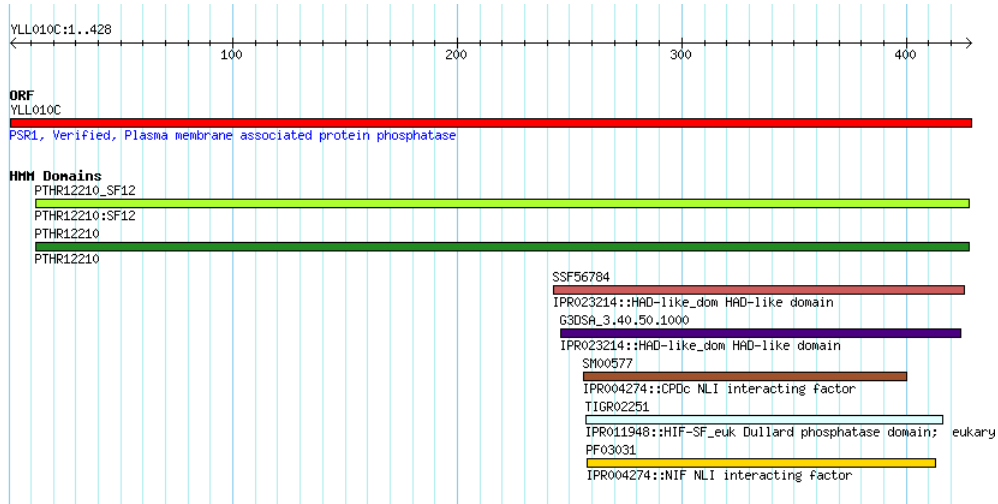 YLL010C:1..428
100 200 300 400
ORF
YLL010C
PSR1, Verified, Plasma membrane associated protein phosphatase
HMM Domains
PTHR12210_SF12
PTHR12210:SF12
PTHR12210
PTHR12210
SSF56784
IPR023214::HAD-like_dom HAD-like domain
G3DSA_3.40.50.1000
IPR023214::HAD-like_dom HAD-like domain
SM00577
IPR004274::CPDc NLI interacting factor
TIGR02251
IPR011948::HIF-SF_euk Dullard phosphatase domain;  eukary
PF03031
IPR004274::NIF NLI interacting factor